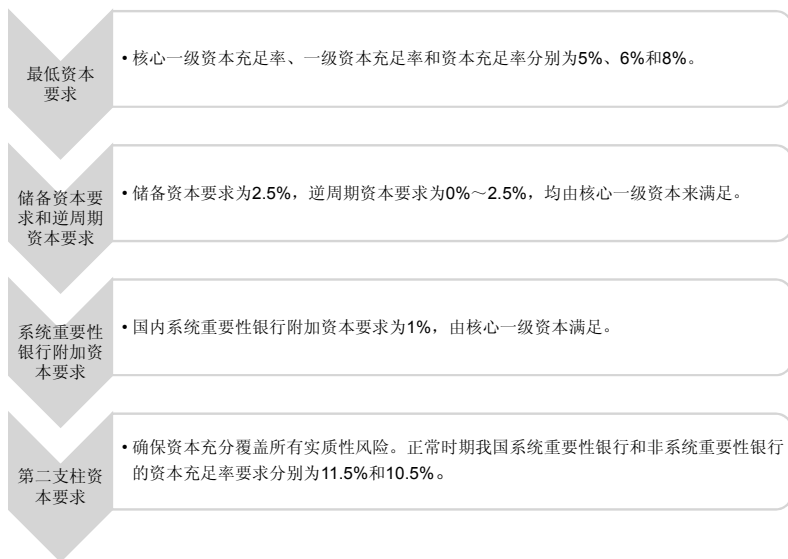 最低资本
要求
• 核心一级资本充足率、一级资本充足率和资本充足率分别为5%、6%和8%。
储备资本要
求和逆周期
资本要求
• 储备资本要求为2.5%，逆周期资本要求为0%～2.5%，均由核心一级资本来满足。
系统重要性
银行附加资
本要求
• 国内系统重要性银行附加资本要求为1%，由核心一级资本满足。
第二支柱资
本要求
• 确保资本充分覆盖所有实质性风险。正常时期我国系统重要性银行和非系统重要性银行
的资本充足率要求分别为11.5%和10.5%。